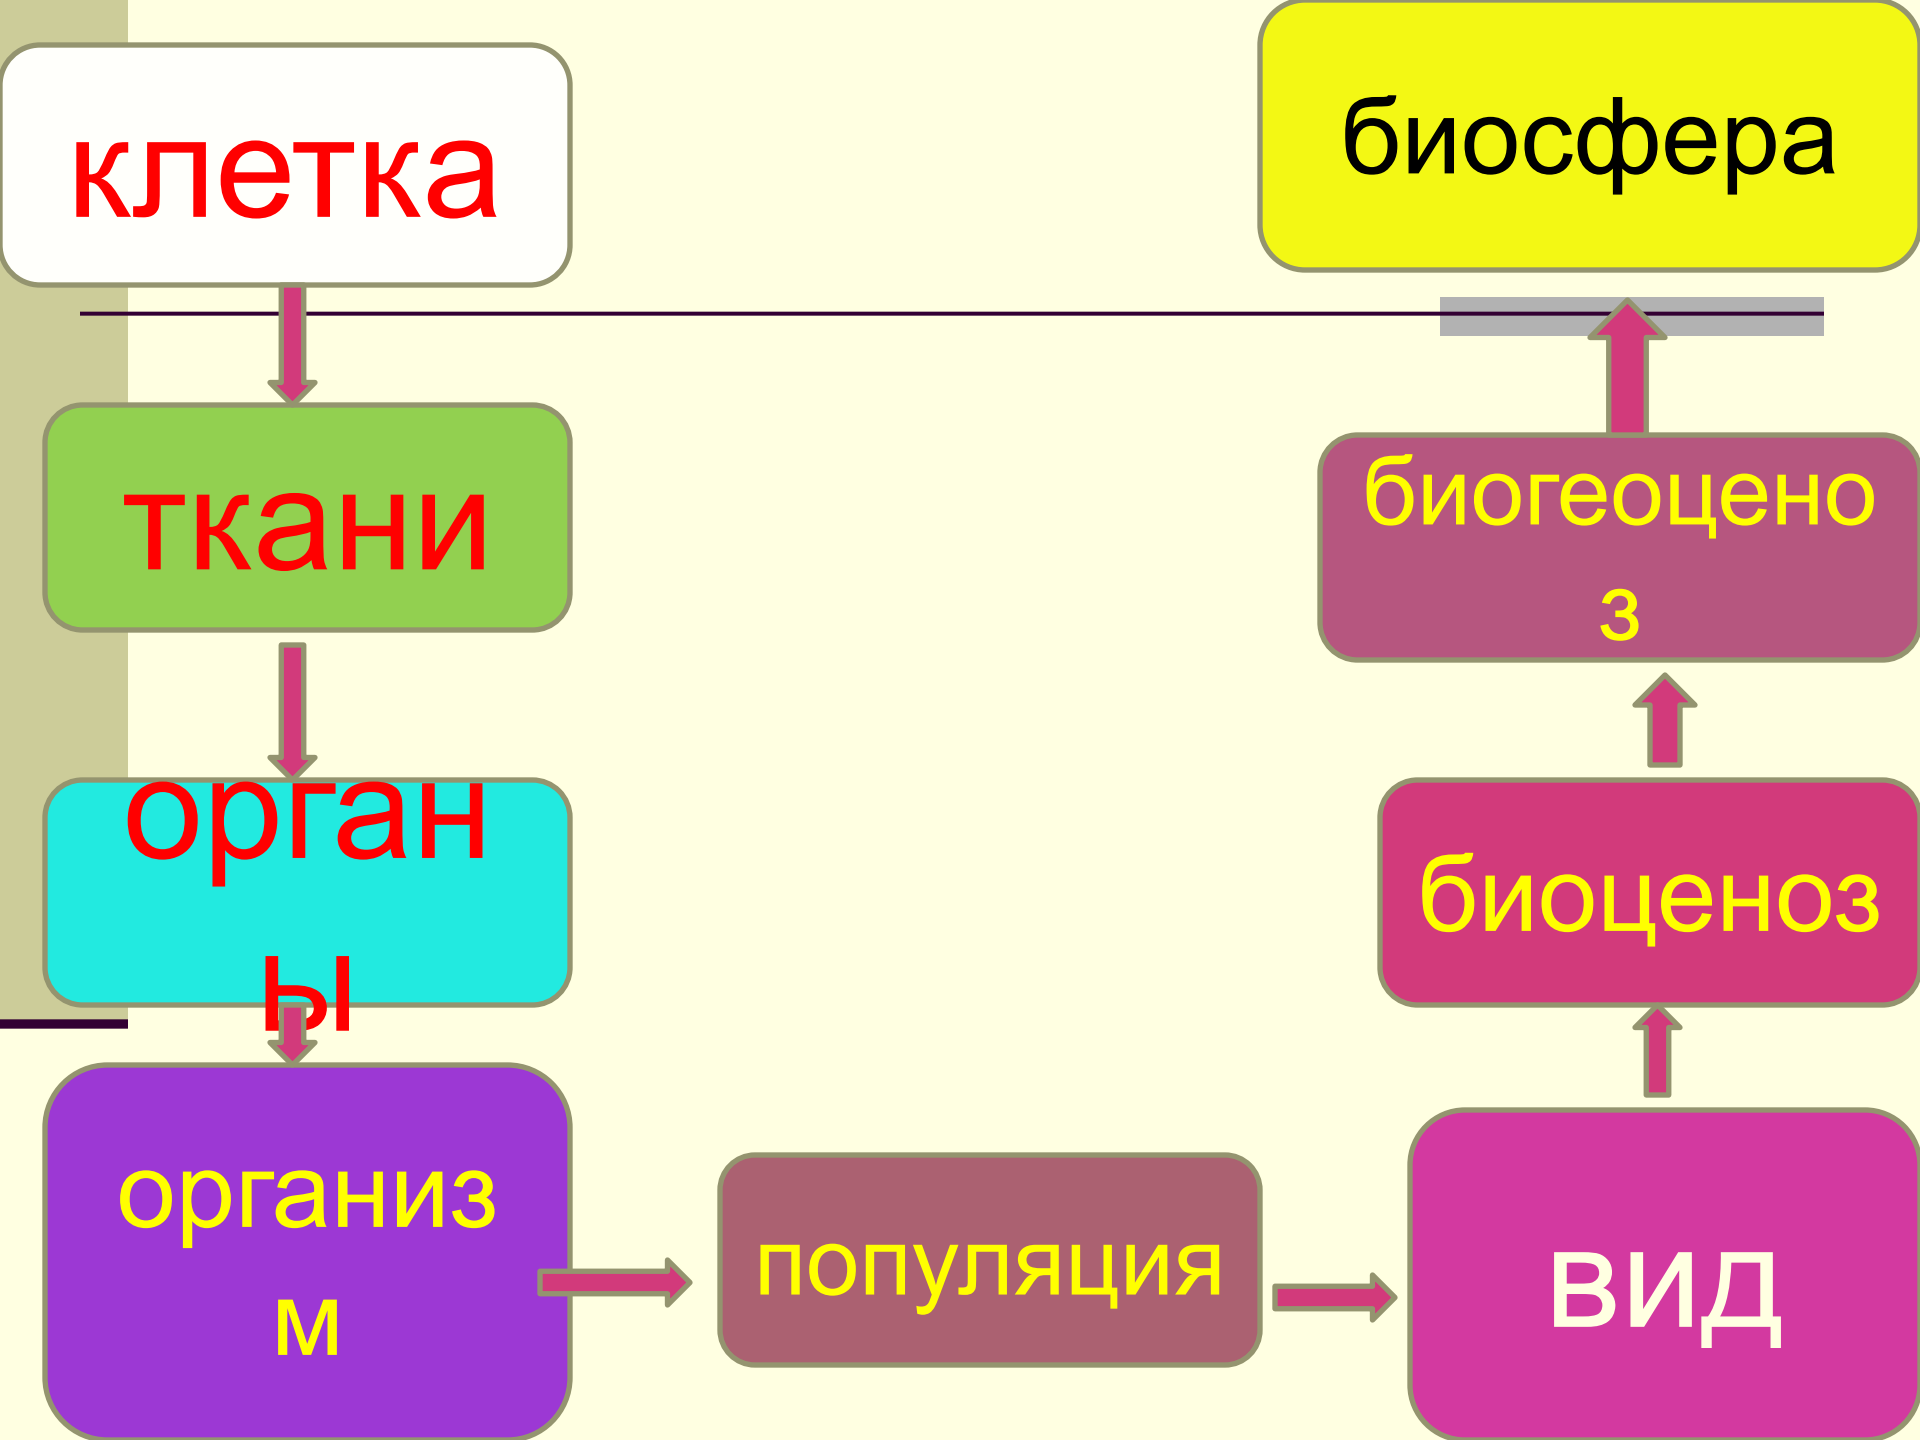 клетка
ткани
орган
ы
организ
м
популяция
вид
биоценоз
биогеоцено
з
биосфера